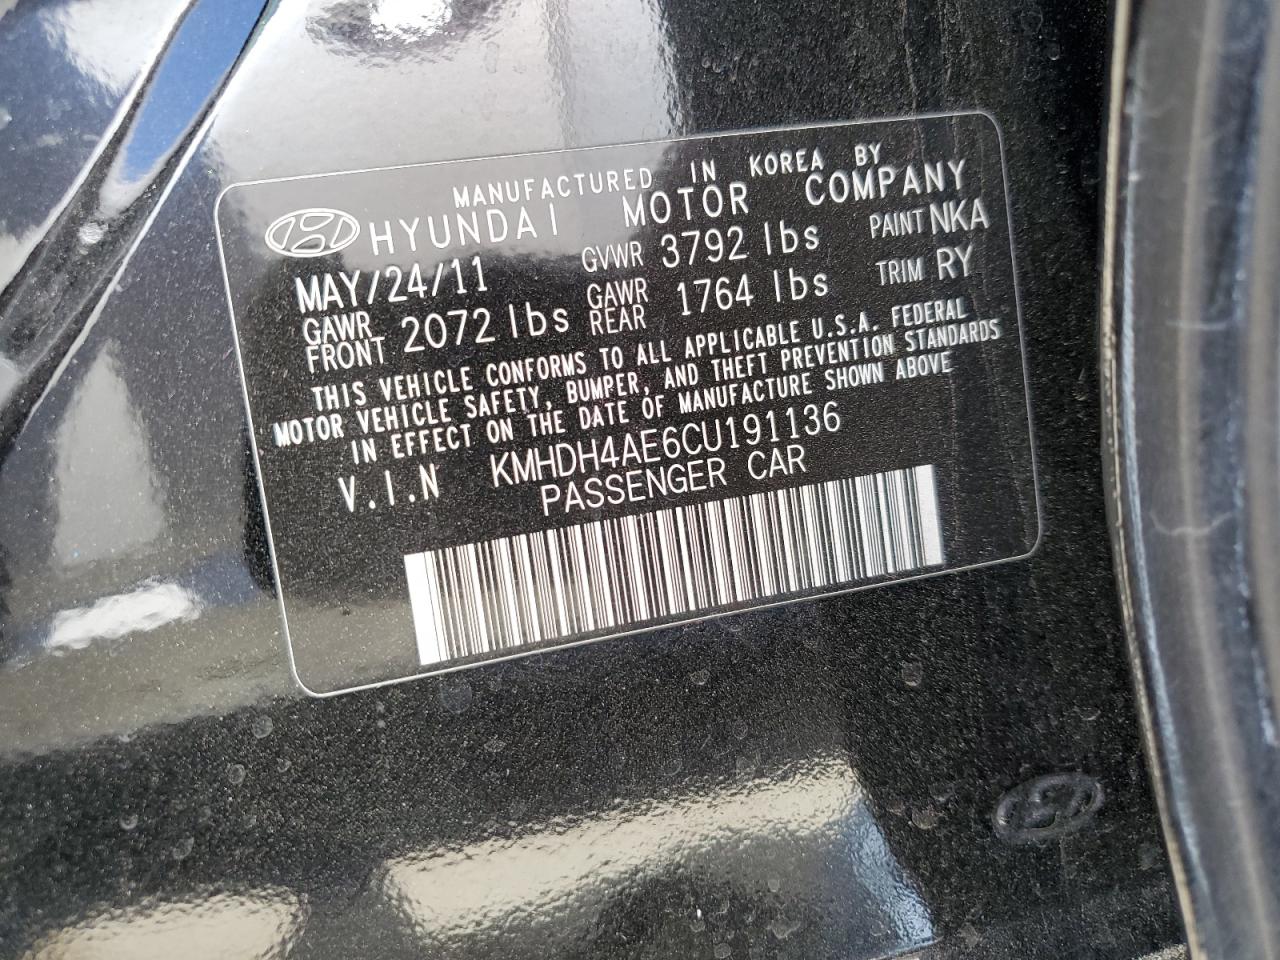 MANUFACTURED IN KOREA BY
HYUNDAI MOTOR COMPANY
MAY/24/11 GVWR 3792 lbs PAINT NKA
GAWR FRONT 2072 lbs GAWR REAR 1764 lbs TRIM RY
THIS VEHICLE CONFORMS TO ALL APPLICABLE U.S.A. FEDERAL
MOTOR VEHICLE SAFETY, BUMPER, AND THEFT PREVENTION STANDARDS
IN EFFECT ON THE DATE OF MANUFACTURE SHOWN ABOVE
V.I.N KMHDH4AE6CU191136
PASSENGER CAR